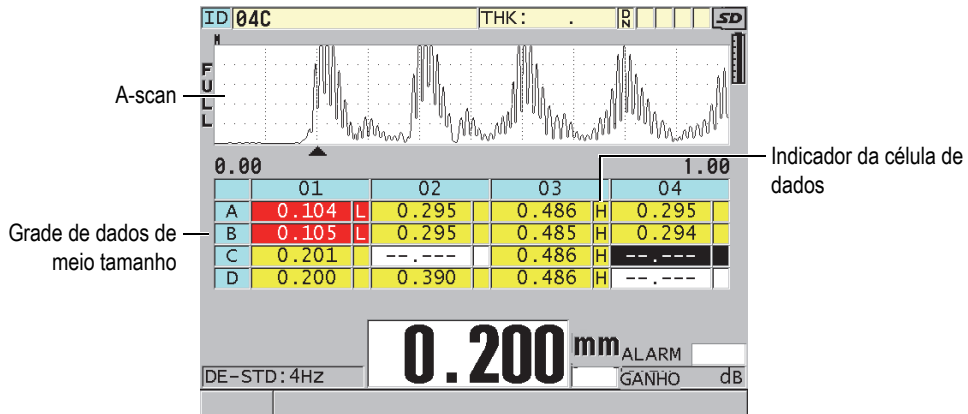 ID 04C THK: . DN SD
M
FULL
A-scan
0.00 1.00
Indicador da célula de dados
01 02 03 04
A 0.104 L 0.295 0.486 H 0.295
B 0.105 L 0.295 0.485 H 0.294
C 0.201 --.--- 0.486 H --.---
D 0.200 0.390 0.486 H --.---
Grade de dados de
meio tamanho
0.200 mm
ALARM
DE-STD:4HZ GANHO dB